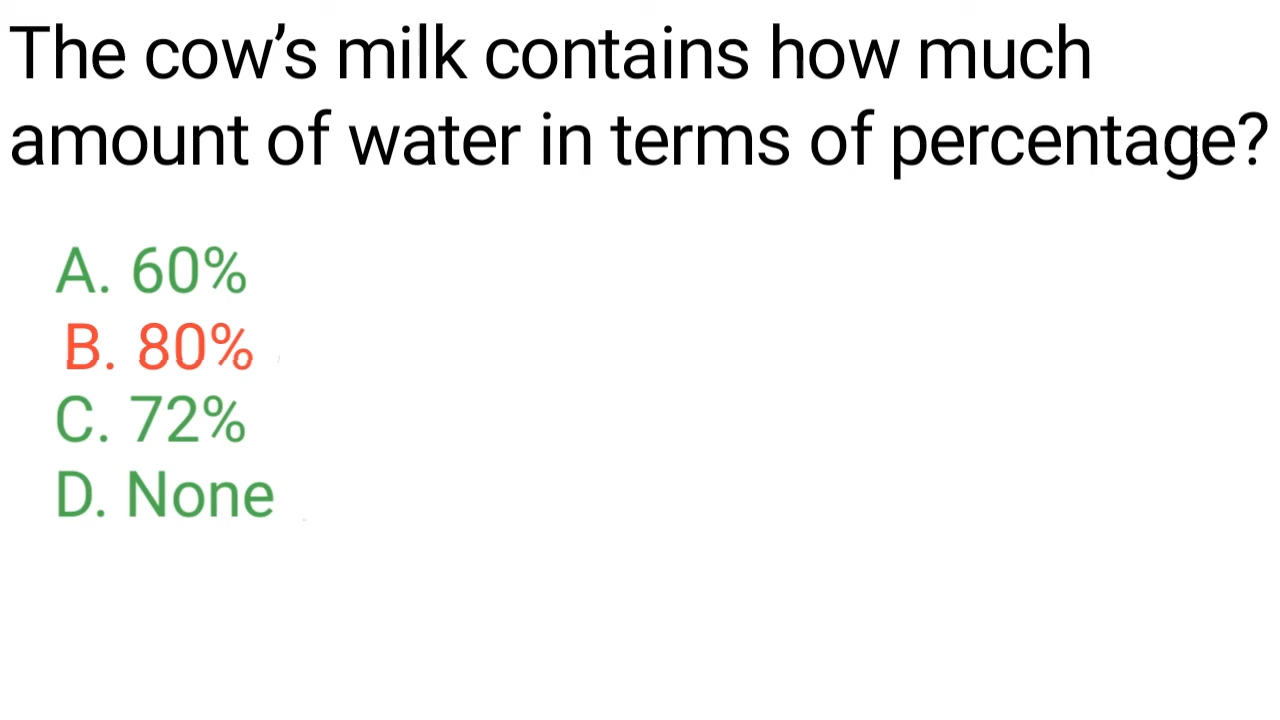 The cow’s milk contains how much
amount of water in terms of percentage?
A. 60%
B. 80%
C. 72%
D. None